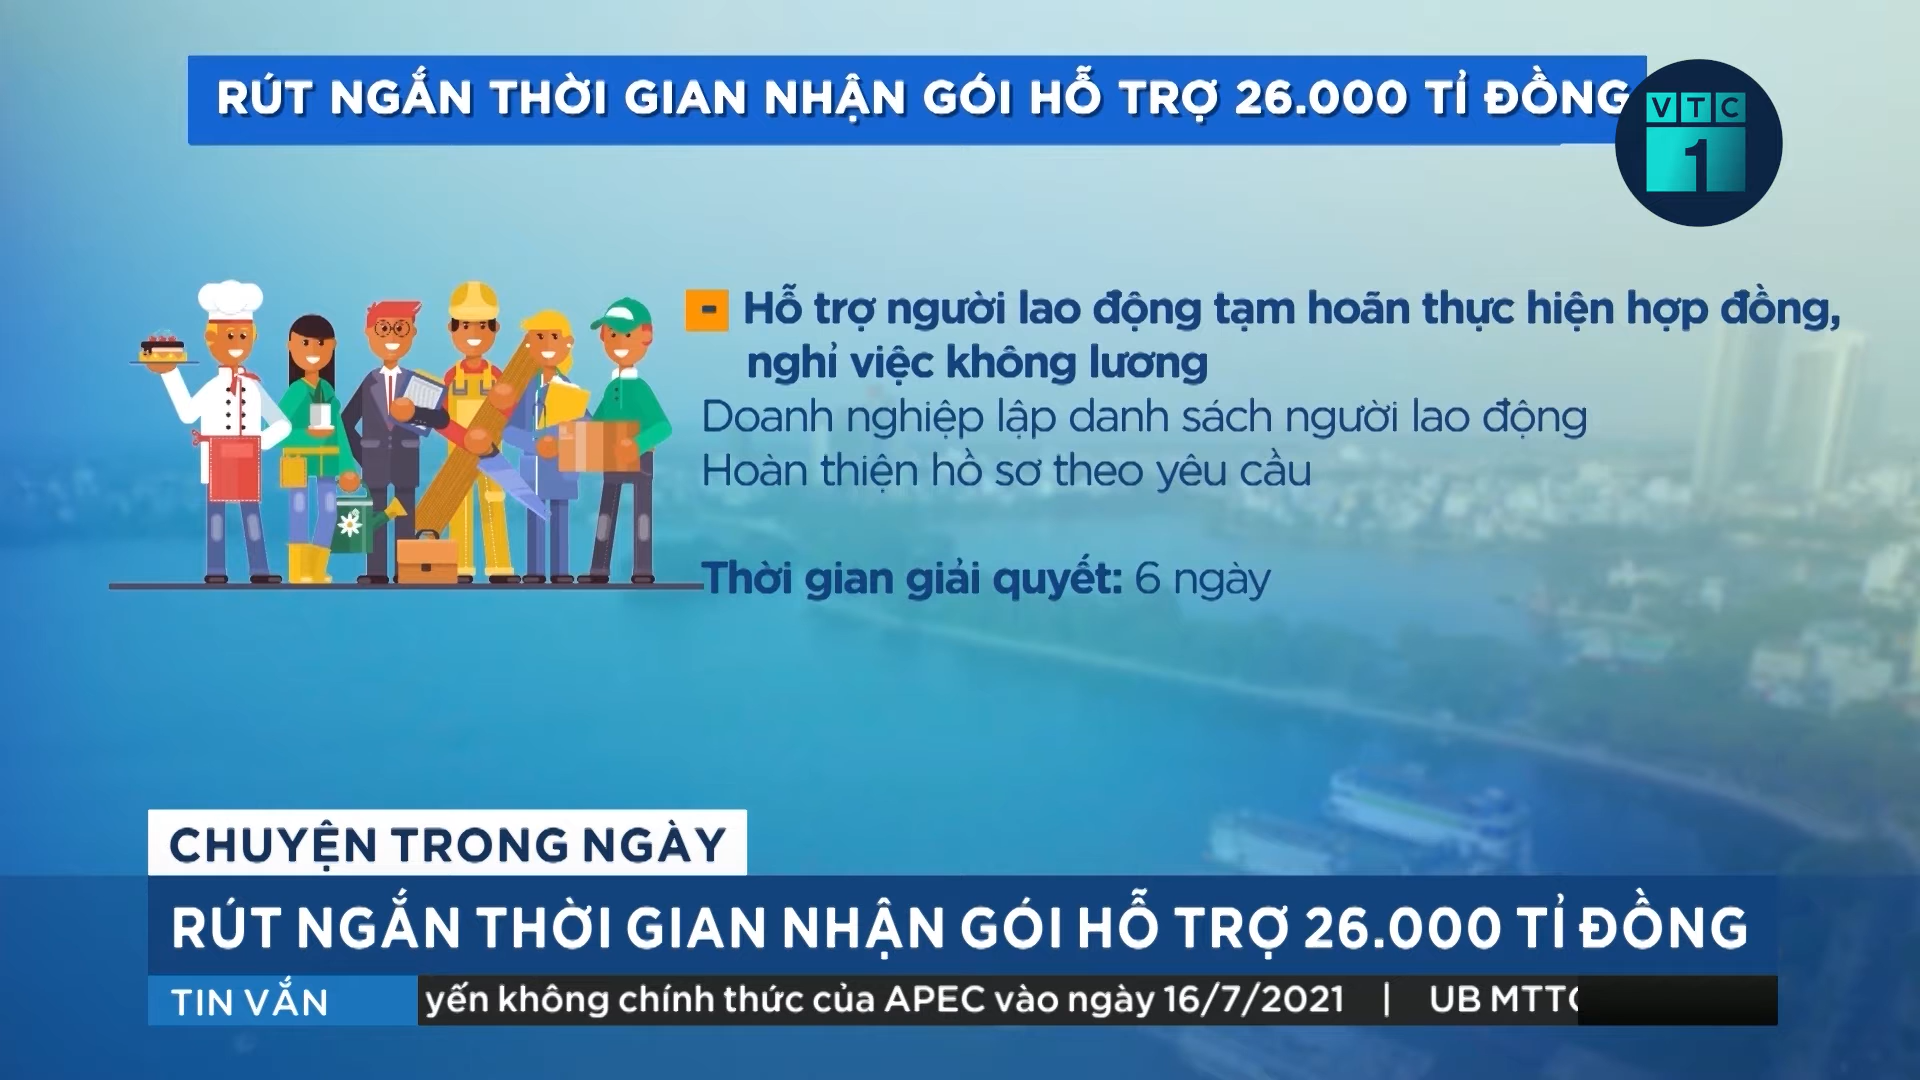 RÚT NGẮN THỜI GIAN NHẬN GÓI HỖ TRỢ 26.000 TỈ ĐỒNG
VTC
1
- Hỗ trợ người lao động tạm hoãn thực hiện hợp đồng,
nghỉ việc không lương
Doanh nghiệp lập danh sách người lao động
Hoàn thiện hồ sơ theo yêu cầu
Thời gian giải quyết: 6 ngày
CHUYỆN TRONG NGÀY
RÚT NGẮN THỜI GIAN NHẬN GÓI HỖ TRỢ 26.000 TỈ ĐỒNG
TIN VẮN
yến không chính thức của APEC vào ngày 16/7/2021 | UB